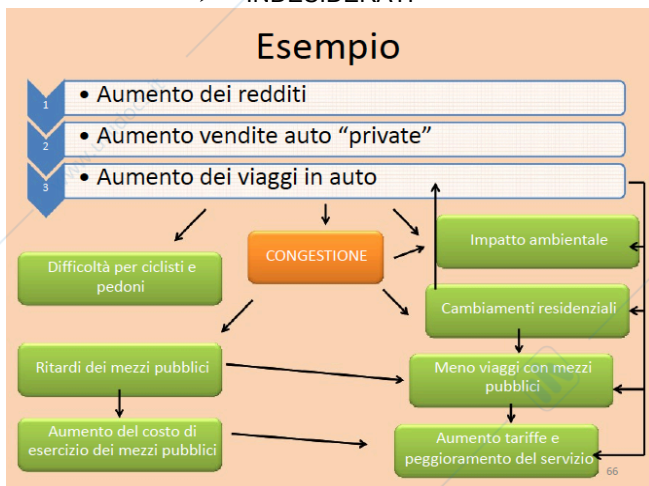 INDESIDERATI
Esempio
1
• Aumento dei redditi
2
• Aumento vendite auto “private”
3
• Aumento dei viaggi in auto
CONGESTIONE
Impatto ambientale
Difficoltà per ciclisti e
pedoni
Cambiamenti residenziali
Ritardi dei mezzi pubblici
Meno viaggi con mezzi
pubblici
Aumento del costo di
esercizio dei mezzi pubblici
Aumento tariffe e
peggioramento del servizio
66